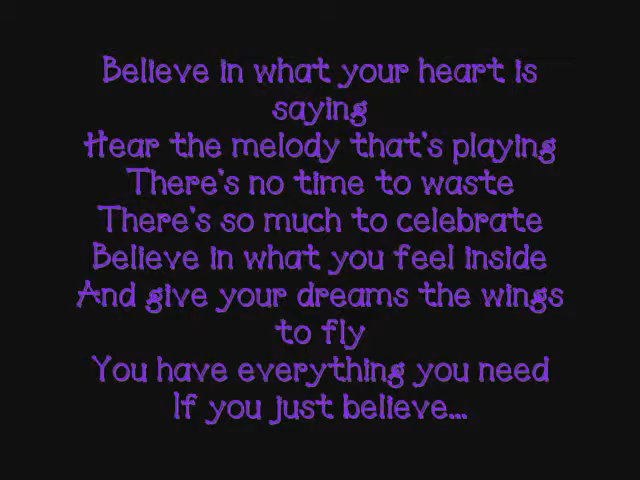 Believe in what your heart is
saying
Hear the melody that's playing
There's no time to waste
There's so much to celebrate
Believe in what you feel inside
And give your dreams the wings
to fly
You have everything you need
If you just believe...